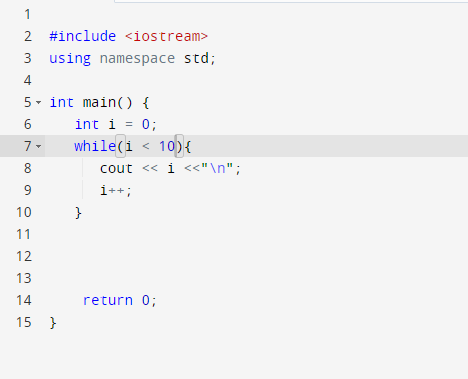 1
2 #include <iostream>
3 using namespace std;
4
5 int main() {
6 int i = 0;
7 while(i < 10){
8 cout << i <<"\n";
9 i++;
10 }
11
12
13
14 return 0;
15 }